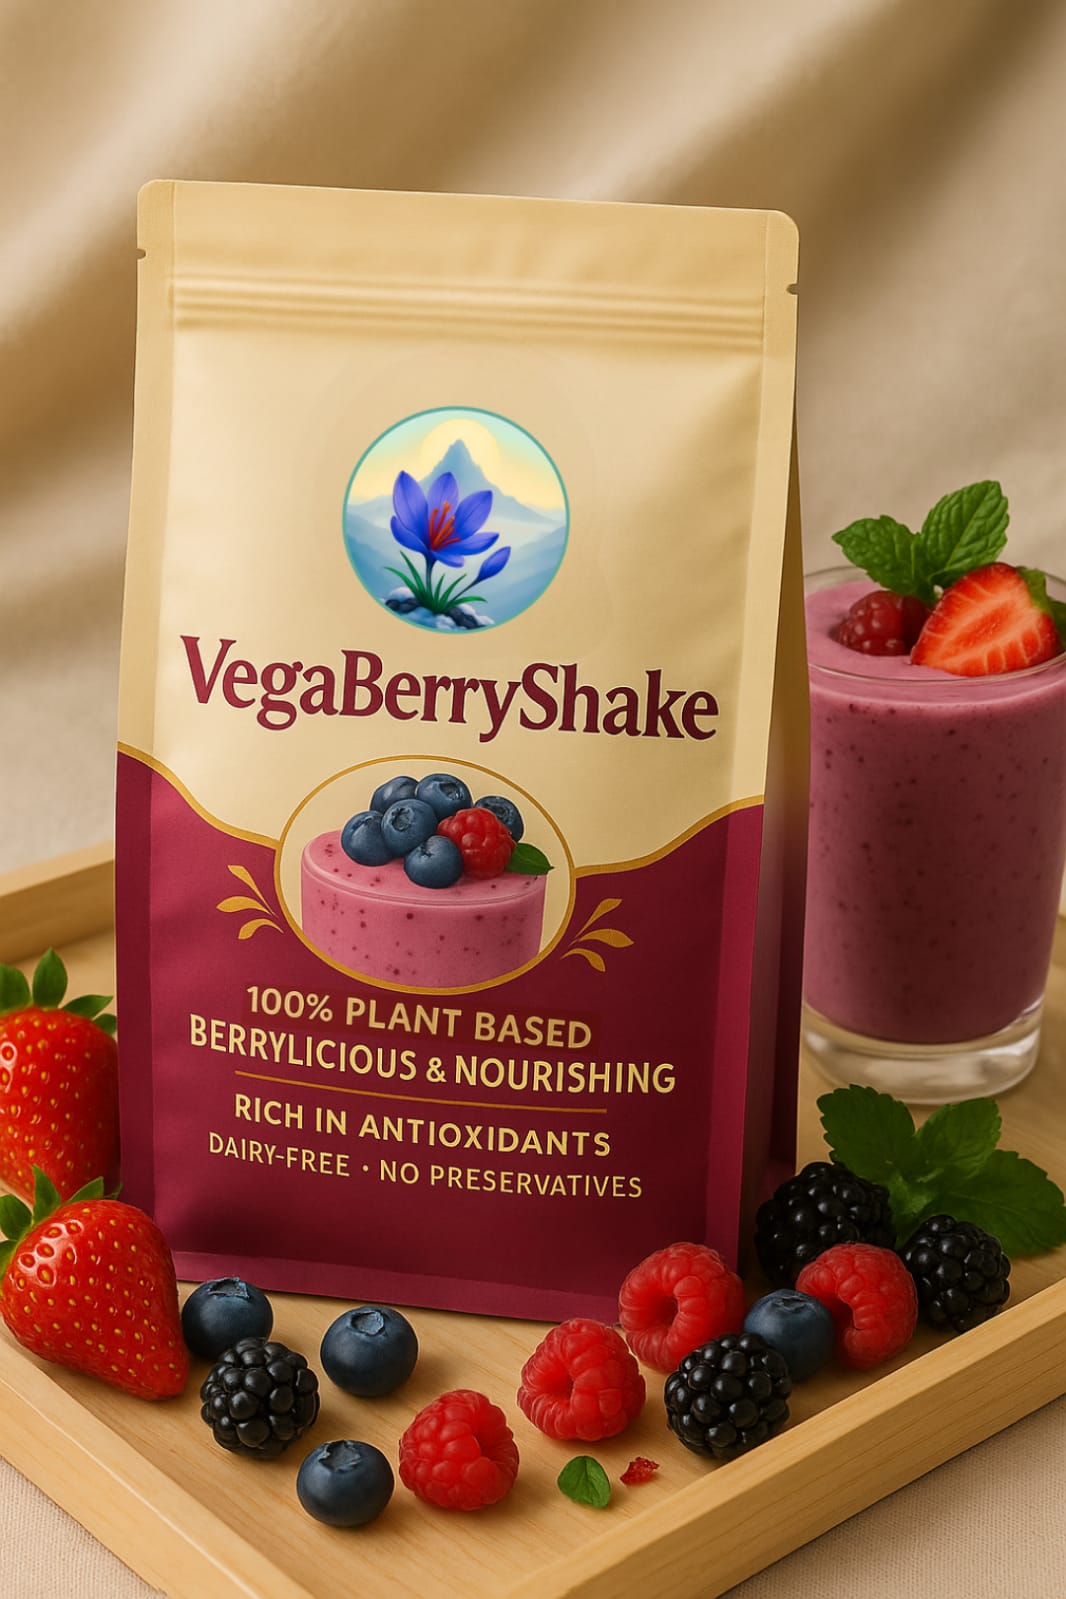 VegaBerryShake
100% PLANT BASED
BERRYLICIOUS & NOURISHING
RICH IN ANTIOXIDANTS
DAIRY-FREE • NO PRESERVATIVES